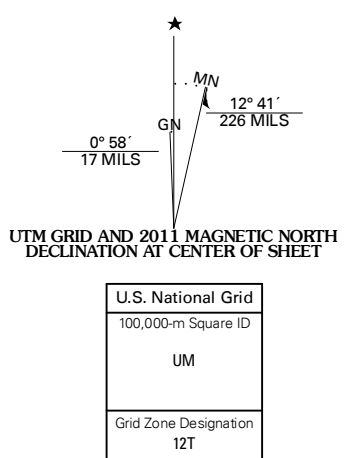 ★
MN
12° 41´
226 MILS
GN
0° 58´
17 MILS
UTM GRID AND 2011 MAGNETIC NORTH
DECLINATION AT CENTER OF SHEET
U.S. National Grid
100,000-m Square ID
UM
Grid Zone Designation
12T